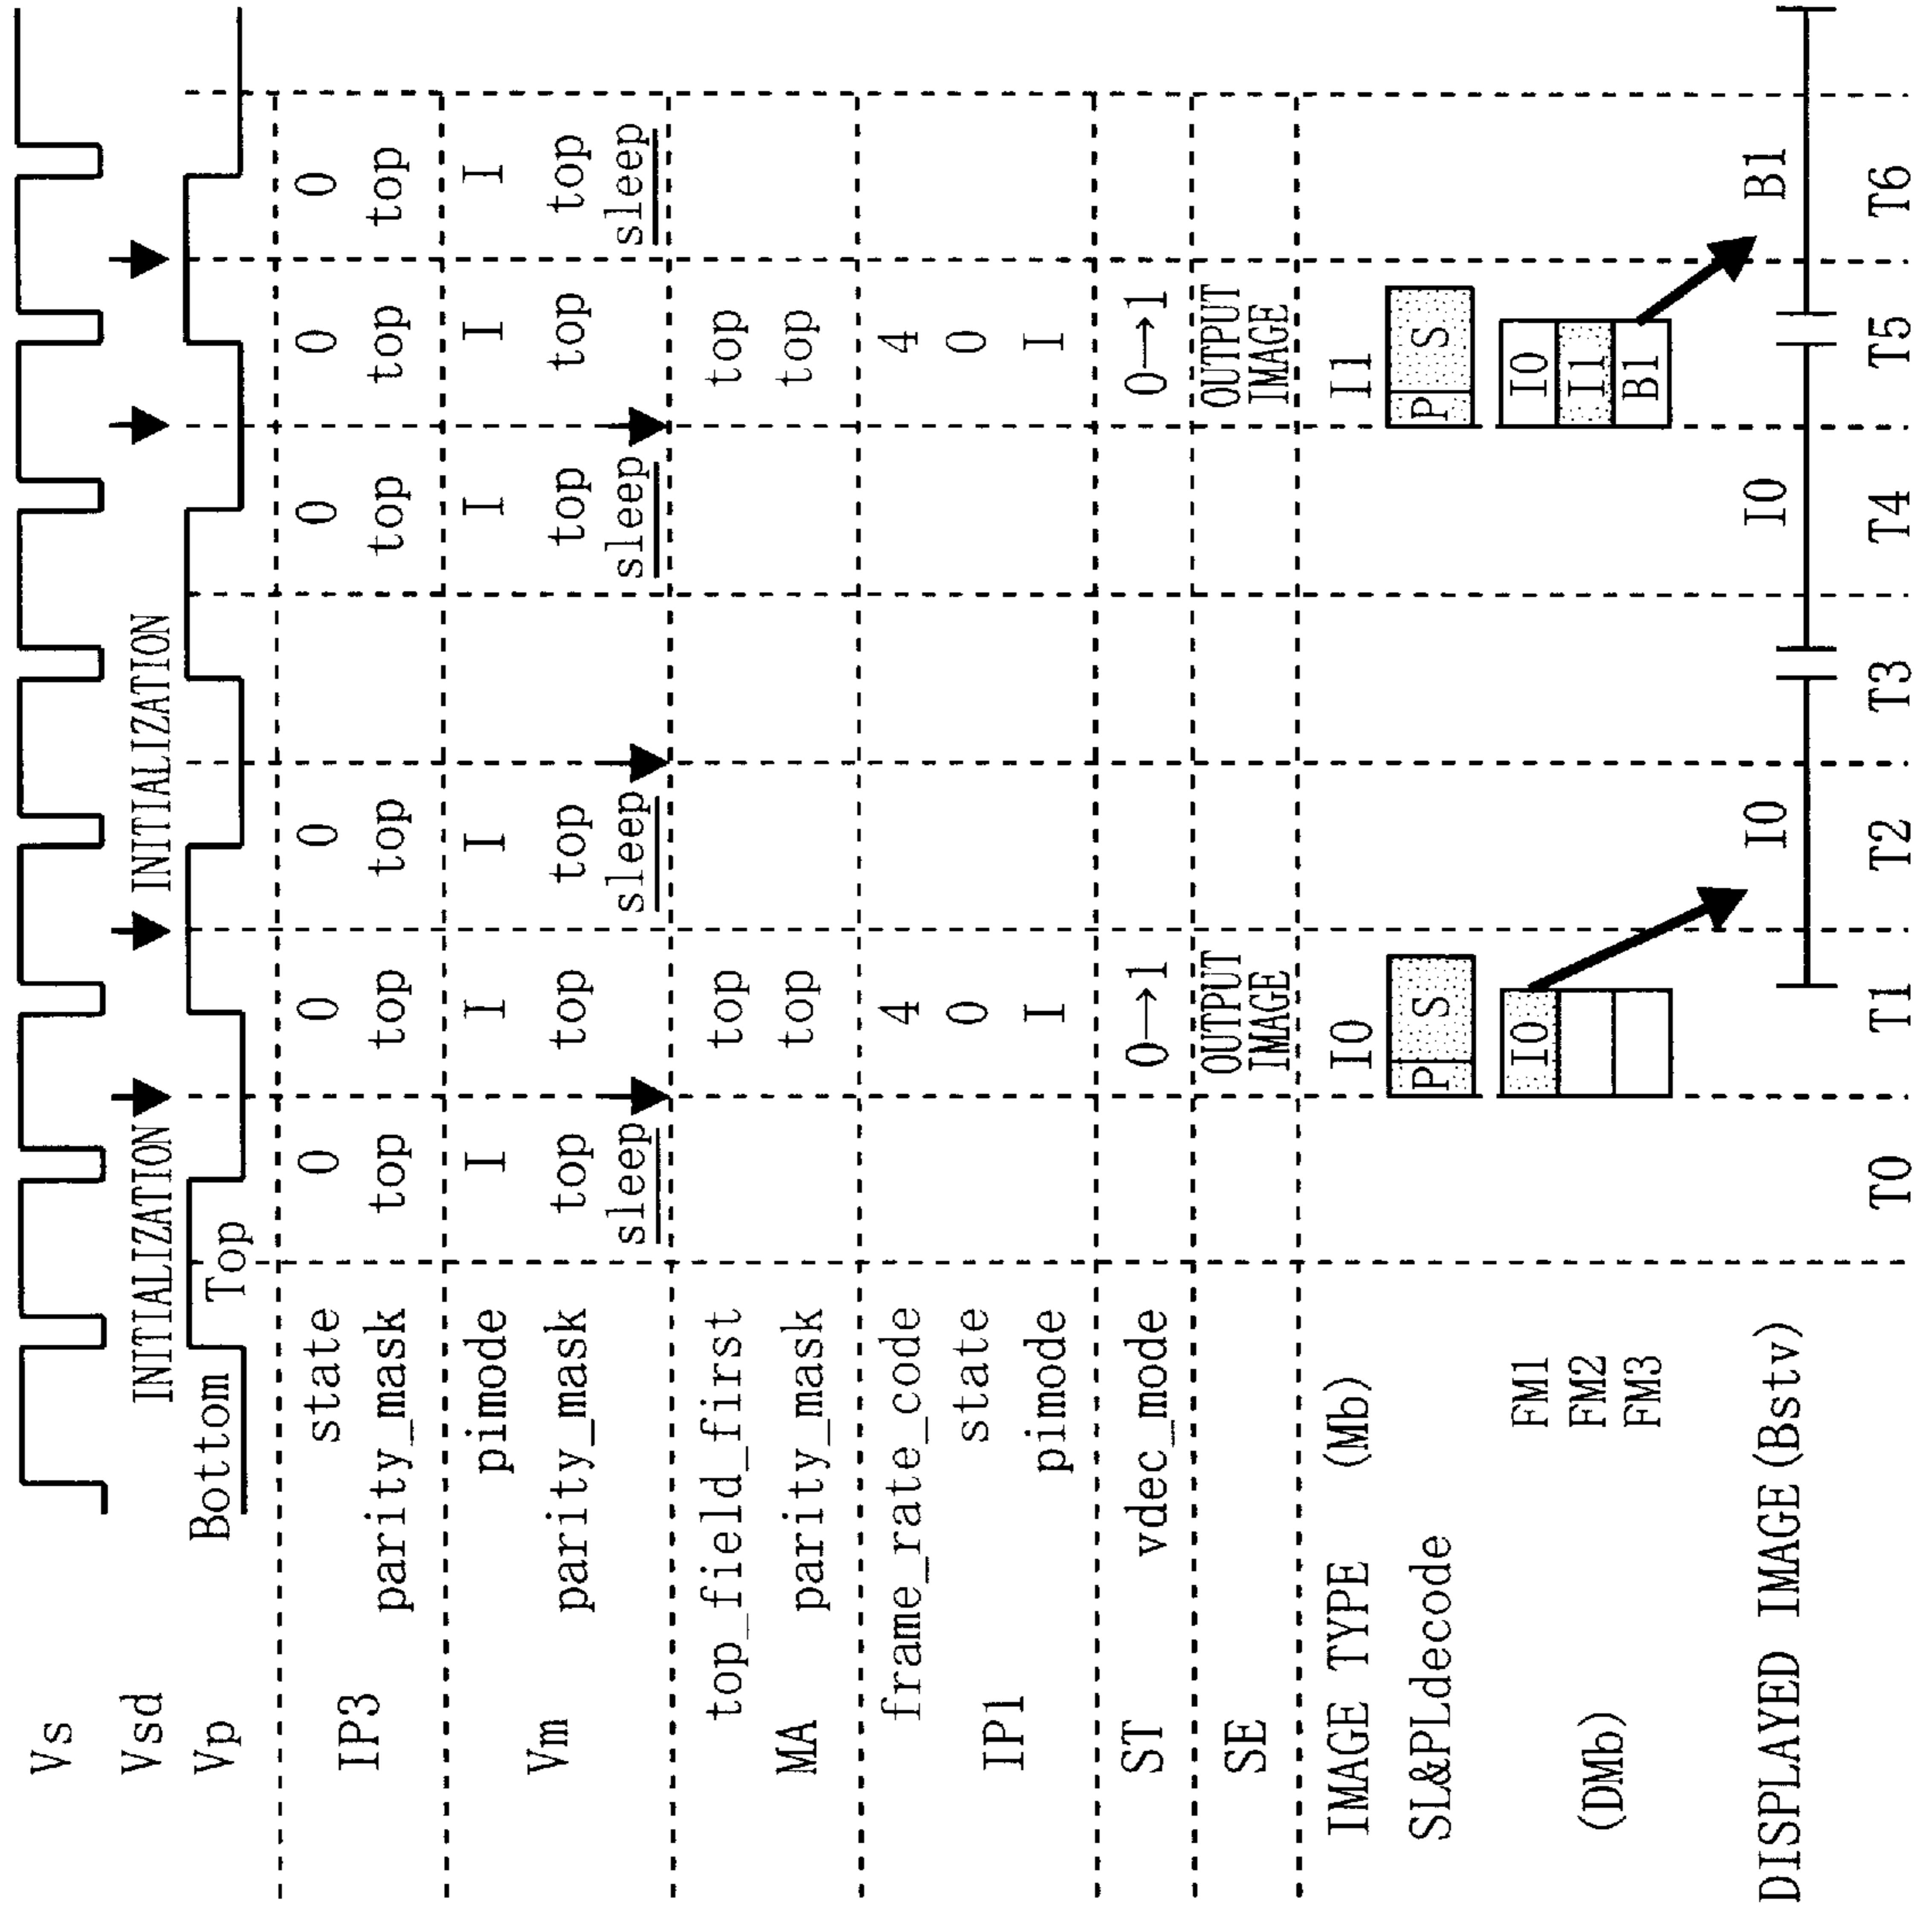 Vs
Vsd INITIALIZATION INITIALIZATION
Vp Bottom Top
IP3 state 0 0 0 0 0 0
parity_mask top top top top top top
Vm pimode I I I I I I
parity_mask top top top top top top
sleep sleep sleep sleep
MA top_field_first top top
parity_mask top top
IP1 frame_rate_code 4 4
state 0 0
pimode I I
ST vdec_mode 0→1 0→1
SE OUTPUT IMAGE OUTPUT IMAGE
IMAGE TYPE (Mb) I0 I1
SL&PLdecode P S P S
(DMb) FM1 I0 I0
FM2 I1
FM3 B1
DISPLAYED IMAGE (Bstv) I0 I0 B1
T0 T1 T2 T3 T4 T5 T6